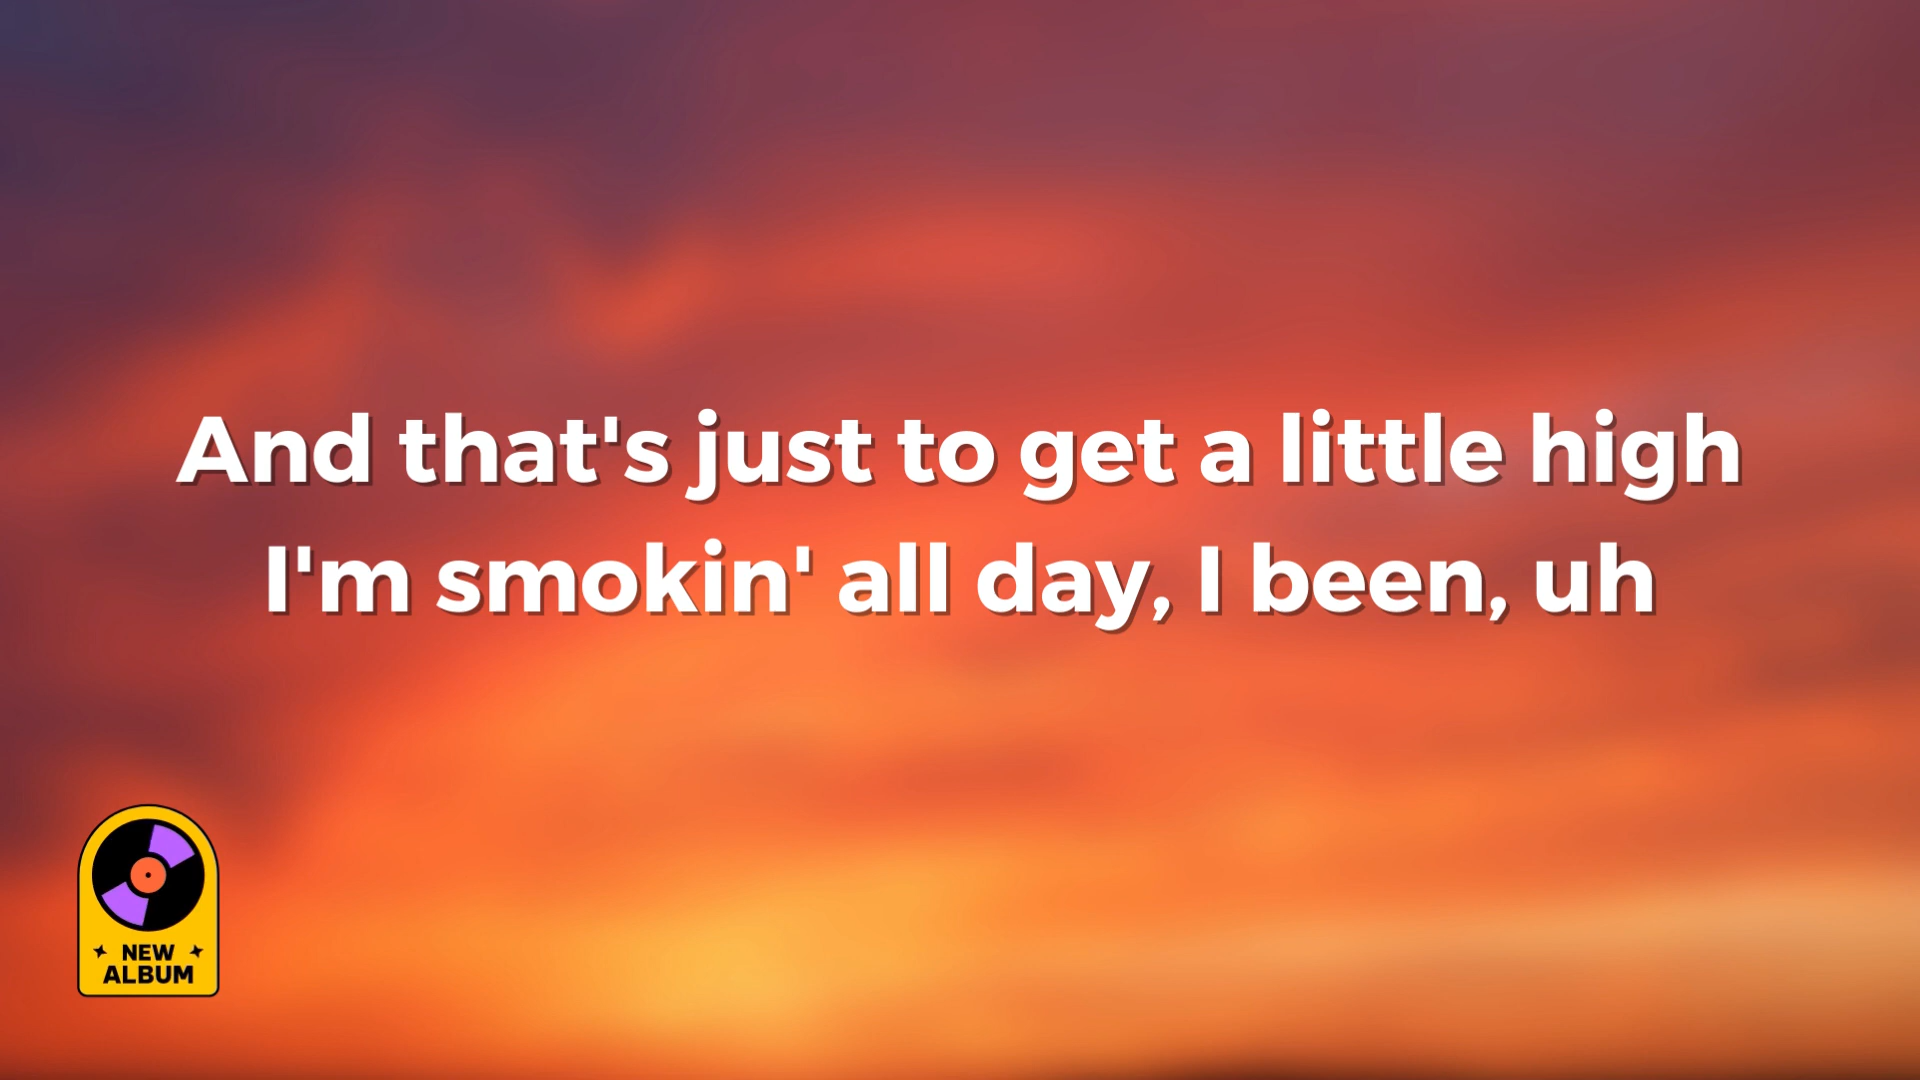 And that's just to get a little high
I'm smokin' all day, I been, uh
NEW
ALBUM